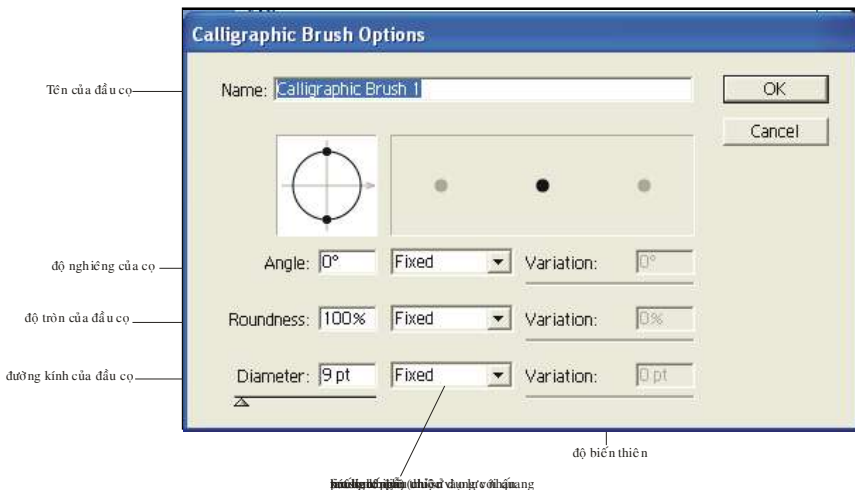 Calligraphic Brush Options
Tên của đầu cọ
Name: Calligraphic Brush 1
OK
Cancel
độ nghiêng của cọ
Angle: 0° Fixed Variation: 0°
độ tròn của đầu cọ
Roundness: 100% Fixed Variation: 0%
đường kính của đầu cọ
Diameter: 9 pt Fixed Variation: 0 pt
độ biến thiên